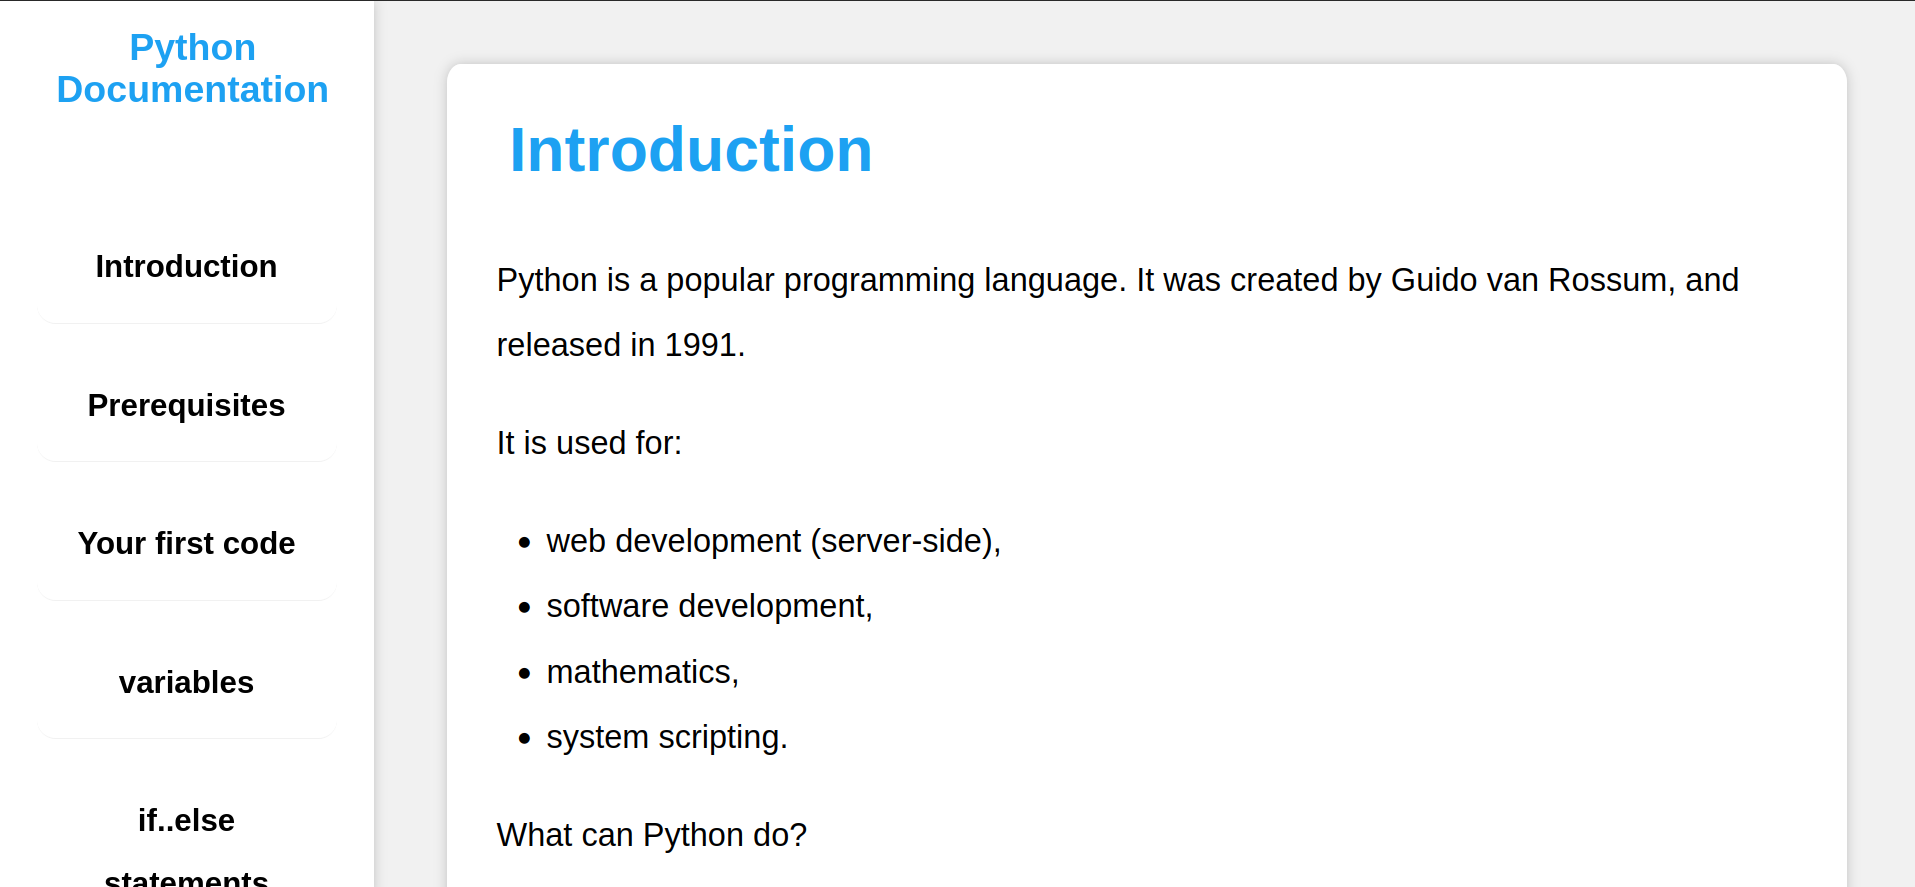 Python
Documentation
Introduction
Prerequisites
Your first code
variables
if..else
statements
Introduction
Python is a popular programming language. It was created by Guido van Rossum, and
released in 1991.
It is used for:
web development (server-side),
software development,
mathematics,
system scripting.
What can Python do?